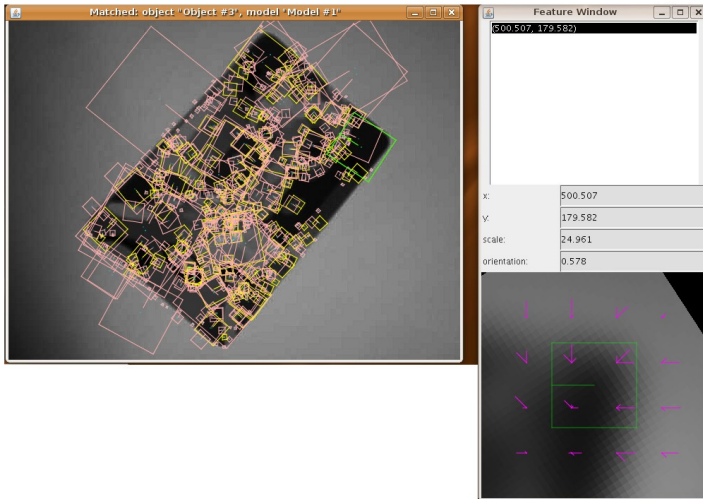 Matched: object "Object #3", model "Model #1"
Feature Window
(500.507, 179.582)
x: 500.507
y: 179.582
scale: 24.961
orientation: 0.578